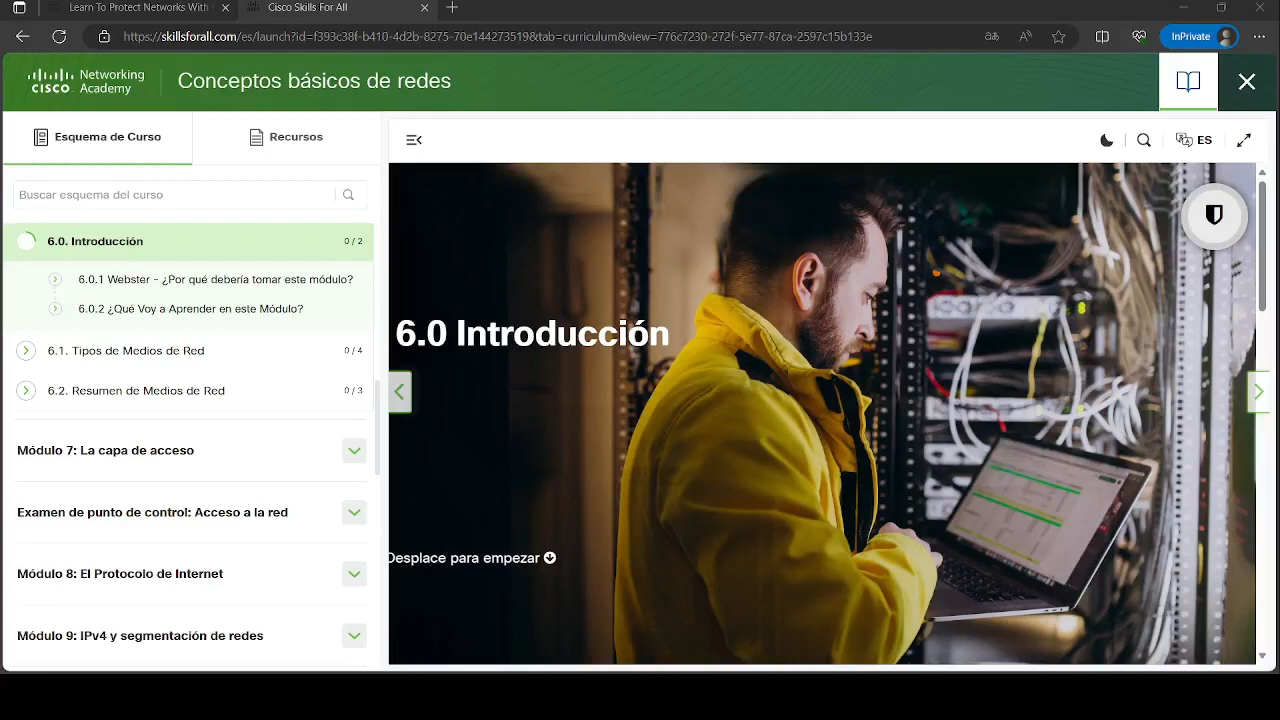 Learn To Protect Networks With
Cisco Skills For All
https://skillsforall.com/es/launch?id=f393c38f-b410-4d2b-8275-70e144273519&tab=curriculum&view=776c7230-272f-5e77-87ca-2597c15b133e
InPrivate
Networking
CISCO Academy
Conceptos básicos de redes
Esquema de Curso
Recursos
ES
Buscar esquema del curso
6.0. Introducción 0 / 2
6.0.1 Webster - ¿Por qué debería tomar este módulo?
6.0.2 ¿Qué Voy a Aprender en este Módulo?
6.1. Tipos de Medios de Red 0 / 4
6.2. Resumen de Medios de Red 0 / 3
Módulo 7: La capa de acceso
Examen de punto de control: Acceso a la red
Módulo 8: El Protocolo de Internet
Módulo 9: IPv4 y segmentación de redes
6.0 Introducción
Desplace para empezar